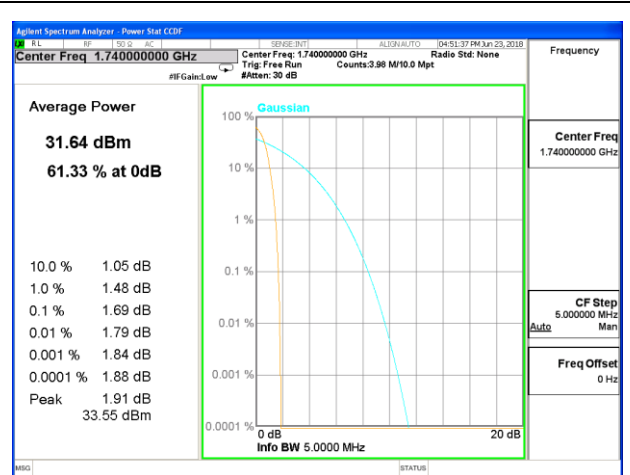 Agilent Spectrum Analyzer - Power Stat CCDF
RL RF 50 Ω AC SENSE:INT ALIGN AUTO 04:51:37 PM Jun 23, 2018
Center Freq 1.740000000 GHz
Center Freq: 1.740000000 GHz Radio Std: None
Trig: Free Run Counts:3.98 M/10.0 Mpt
#IFGain:Low #Atten: 30 dB
Frequency
Average Power
31.64 dBm
61.33 % at 0dB
10.0 % 1.05 dB
1.0 % 1.48 dB
0.1 % 1.69 dB
0.01 % 1.79 dB
0.001 % 1.84 dB
0.0001 % 1.88 dB
Peak 1.91 dB
33.55 dBm
Gaussian
100 %
10 %
1 %
0.1 %
0.01 %
0.001 %
0.0001 %
0 dB 20 dB
Info BW 5.0000 MHz
Center Freq
1.740000000 GHz
CF Step
5.000000 MHz
Auto Man
Freq Offset
0 Hz
MSG STATUS